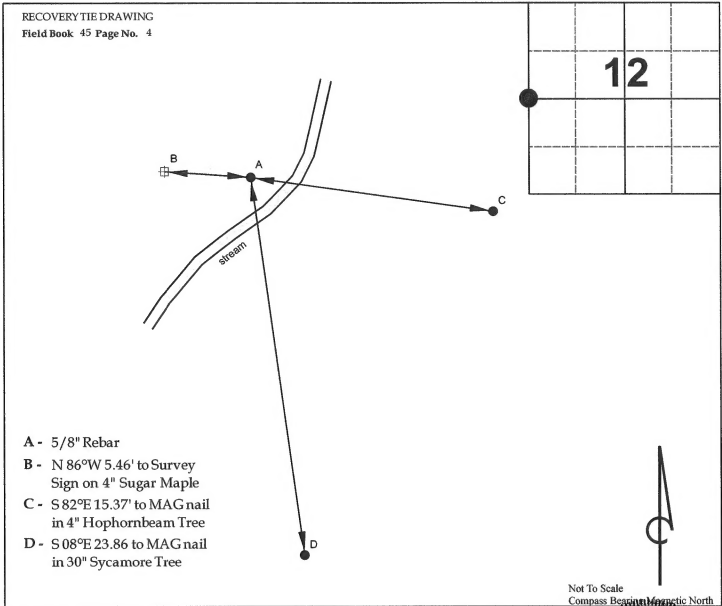 RECOVERY TIE DRAWING
Field Book 45 Page No. 4
12
B
A
C
stream
A - 5/8" Rebar
B - N 86°W 5.46' to Survey
Sign on 4" Sugar Maple
C - S 82°E 15.37' to MAG nail
in 4" Hophornbeam Tree
D - S 08°E 23.86 to MAG nail
in 30" Sycamore Tree
D
C
Not To Scale
Compass Bearing Magnetic North